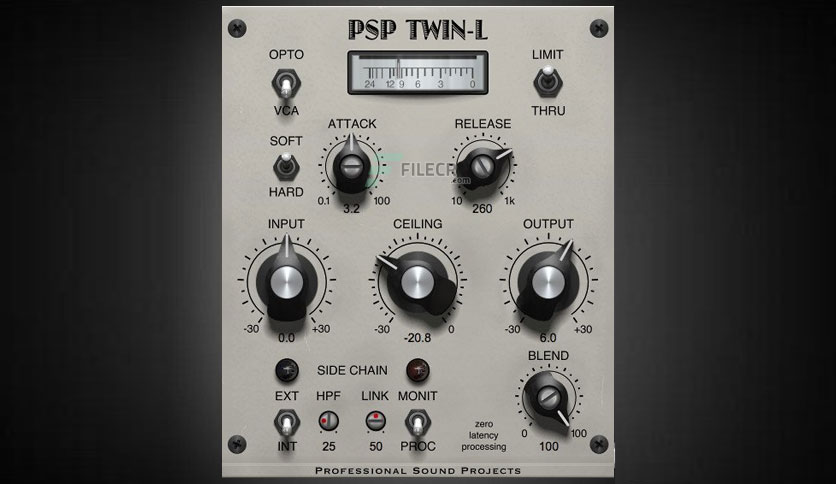 PSP TWIN-L
OPTO
VCA
24 12 9 6 3 0
LIMIT
THRU
SOFT
HARD
ATTACK
0.1 100
3.2
RELEASE
10 1k
260
FILECR
.com
INPUT
-30 +30
0.0
CEILING
-30 0
-20.8
OUTPUT
-30 +30
6.0
SIDE CHAIN
BLEND
0 100
100
EXT
INT
HPF
25
LINK
50
MONIT
PROC
zero
latency
processing
PROFESSIONAL SOUND PROJECTS